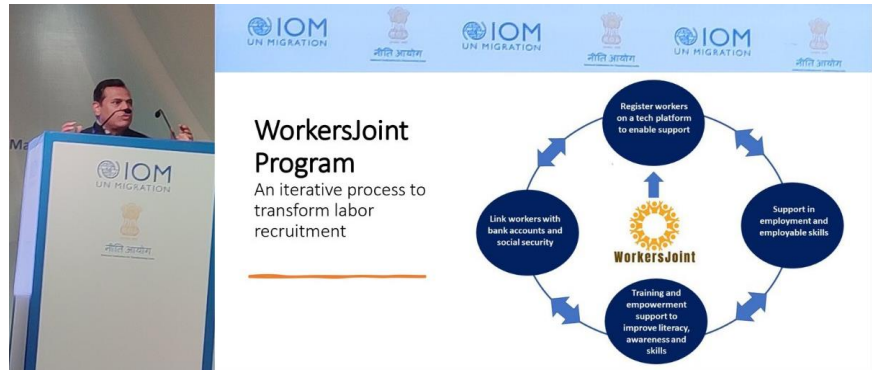 IOM
UN MIGRATION
नीति आयोग
IOM
UN MIGRATION
नीति आयोग
IOM
UN MIGRATION
नीति आयोग
Ma
IOM
UN MIGRATION
नीति आयोग
WorkersJoint
Program
An iterative process to
transform labor
recruitment
Register workers
on a tech platform
to enable support
Link workers with
bank accounts and
social security
WorkersJoint
Support in
employment and
employable skills
Training and
empowerment
support to
improve literacy,
awareness and
skills